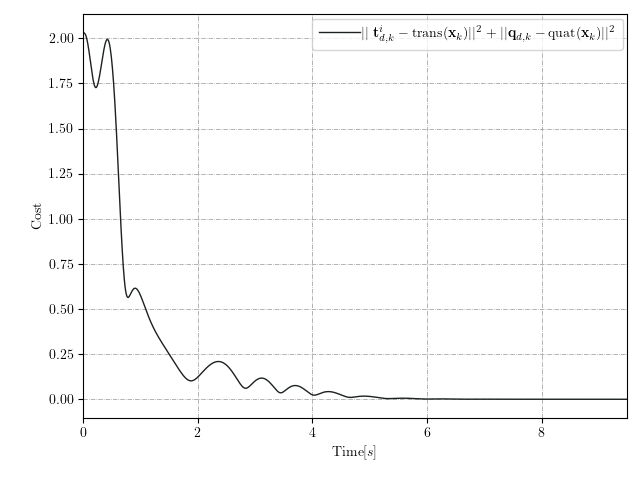 || t^i_{d,k} − trans(x_k)||^2 + ||q_{d,k} − quat(x_k)||^2
2.00
1.75
1.50
1.25
1.00
0.75
0.50
0.25
0.00
Cost
0 2 4 6 8
Time[s]